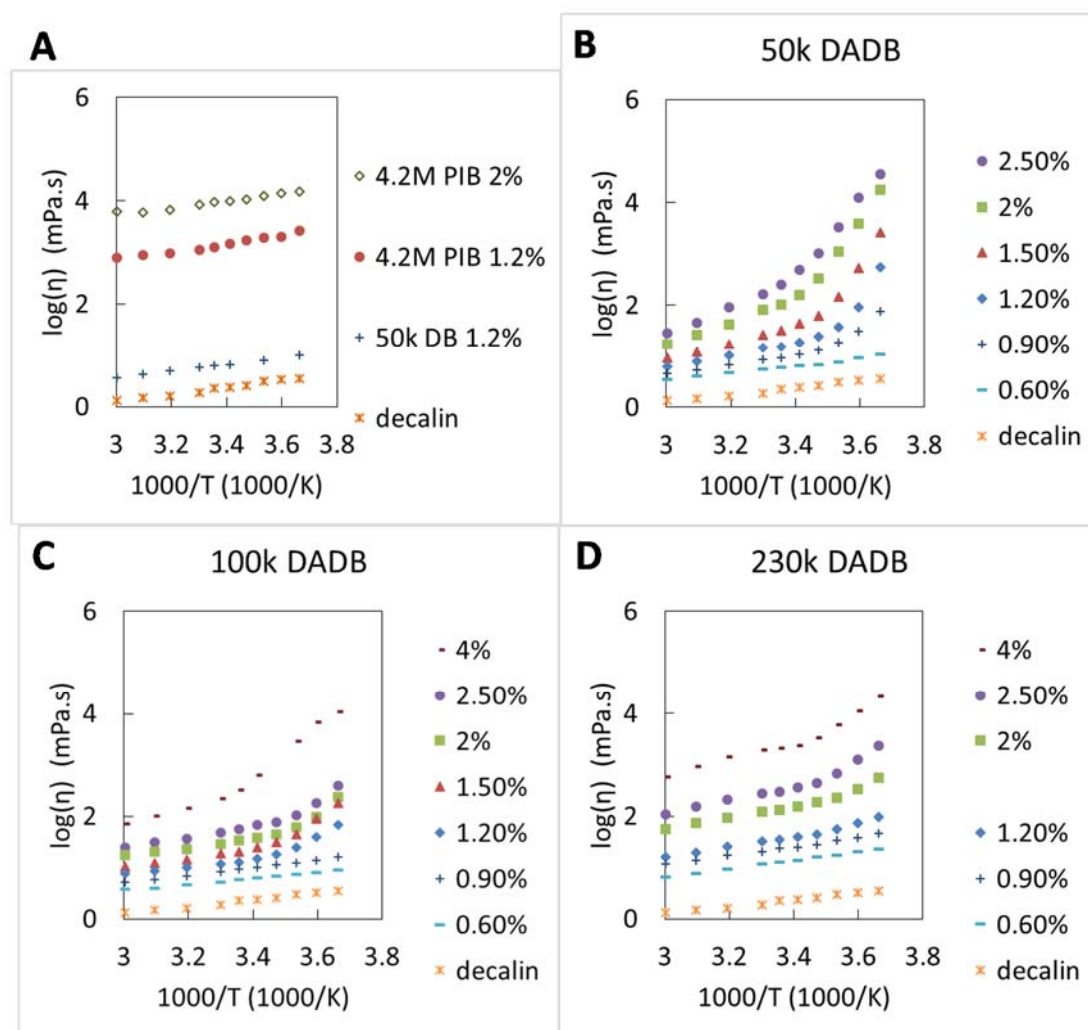 A
6
4
2
0
log(η) (mPa.s)
3 3.2 3.4 3.6 3.8
1000/T (1000/K)
4.2M PIB 2%
4.2M PIB 1.2%
50k DB 1.2%
decalin
B
50k DADB
6
4
2
0
log(η) (mPa.s)
3 3.2 3.4 3.6 3.8
1000/T (1000/K)
2.50%
2%
1.50%
1.20%
0.90%
0.60%
decalin
C
100k DADB
6
4
2
0
log(η) (mPa.s)
3 3.2 3.4 3.6 3.8
1000/T (1000/K)
4%
2.50%
2%
1.50%
1.20%
0.90%
0.60%
decalin
D
230k DADB
6
4
2
0
log(η) (mPa.s)
3 3.2 3.4 3.6 3.8
1000/T (1000/K)
4%
2.50%
2%
1.20%
0.90%
0.60%
decalin